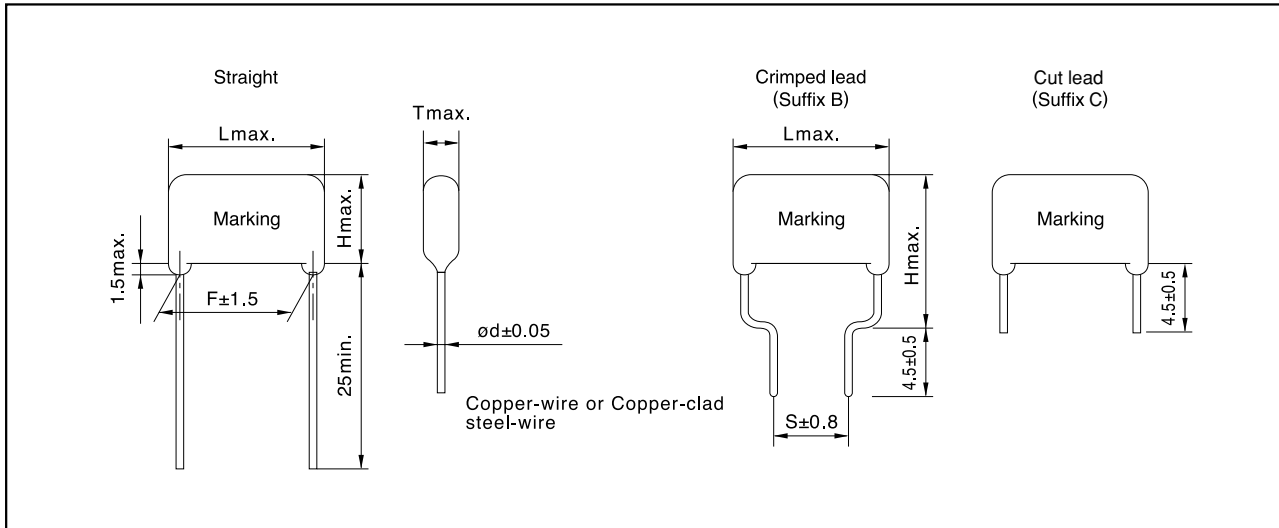 Straight
Lmax.
Tmax.
Marking
Hmax.
1.5max.
F±1.5
25min.
ød±0.05
Copper-wire or Copper-clad
steel-wire
Crimped lead
(Suffix B)
Lmax.
Marking
Hmax.
4.5±0.5
S±0.8
Cut lead
(Suffix C)
Marking
4.5±0.5